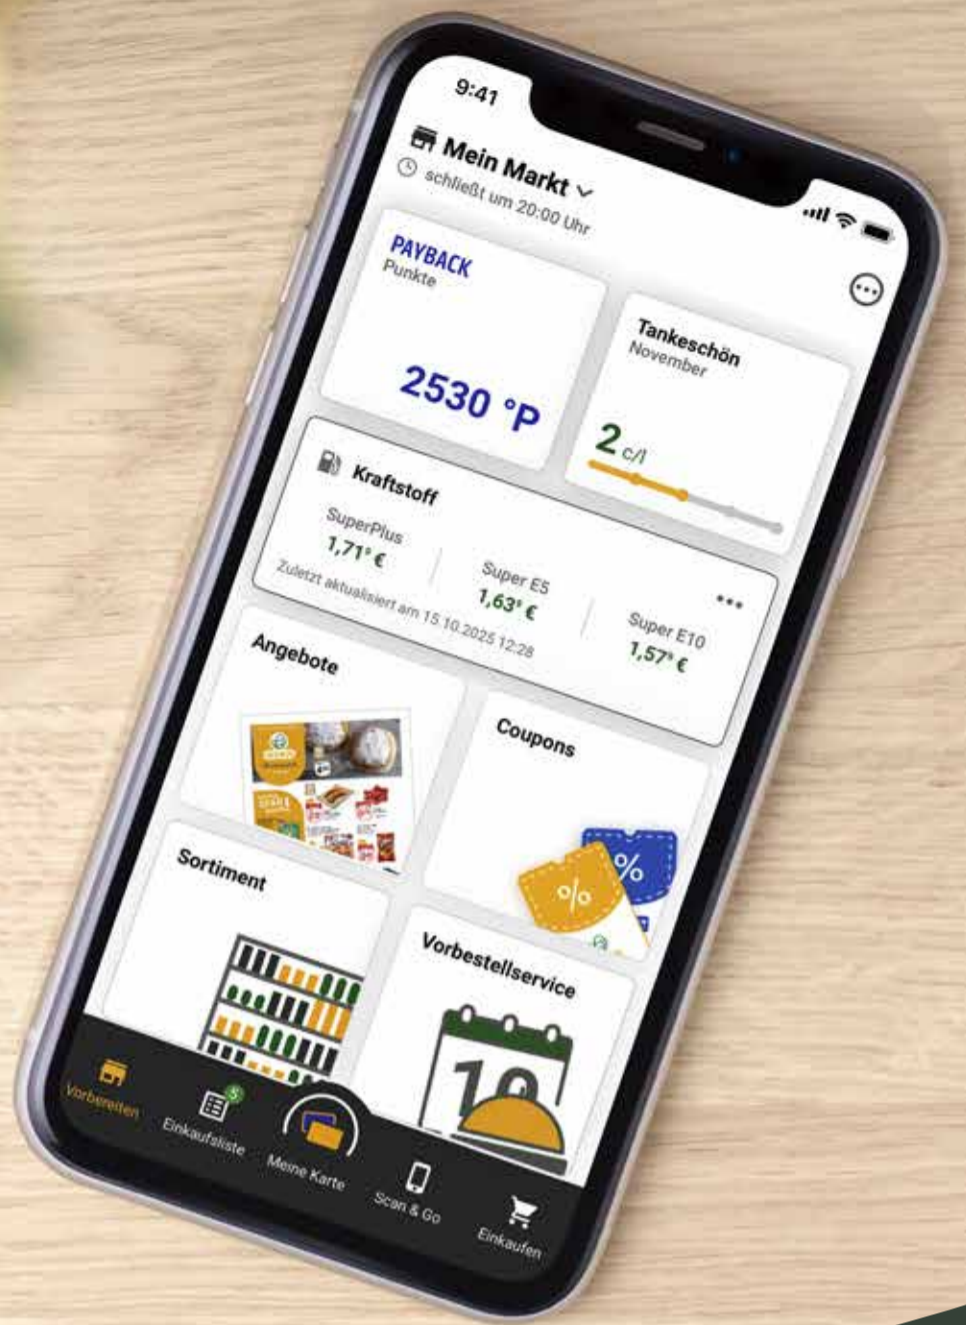 9:41
Mein Markt
schließt um 20:00 Uhr
PAYBACK
Punkte
2530 °P
Tankeschön
November
2 c/l
Kraftstoff
SuperPlus
1,71⁹ €
Super E5
1,63⁹ €
Super E10
1,57⁹ €
Zuletzt aktualisiert am 15.10.2025 12:28
Angebote
Coupons
%
%
Sortiment
Vorbestellservice
Vorbereiten
5
Einkaufsliste
Meine Karte
Scan & Go
Einkaufen